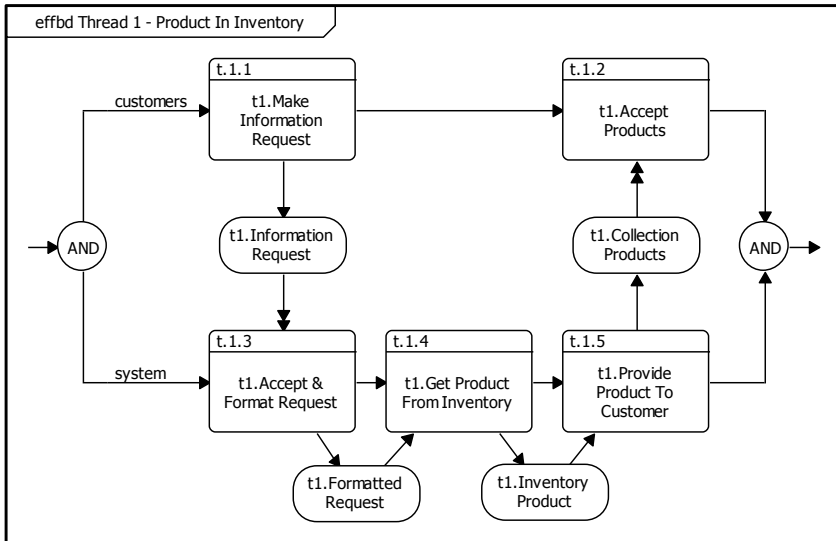 effbd Thread 1 - Product In Inventory
t.1.1
t1.Make
Information
Request
t.1.2
t1.Accept
Products
customers
AND
t1.Information
Request
t1.Collection
Products
AND
system
t.1.3
t1.Accept &
Format Request
t.1.4
t1.Get Product
From Inventory
t.1.5
t1.Provide
Product To
Customer
t1.Formatted
Request
t1.Inventory
Product